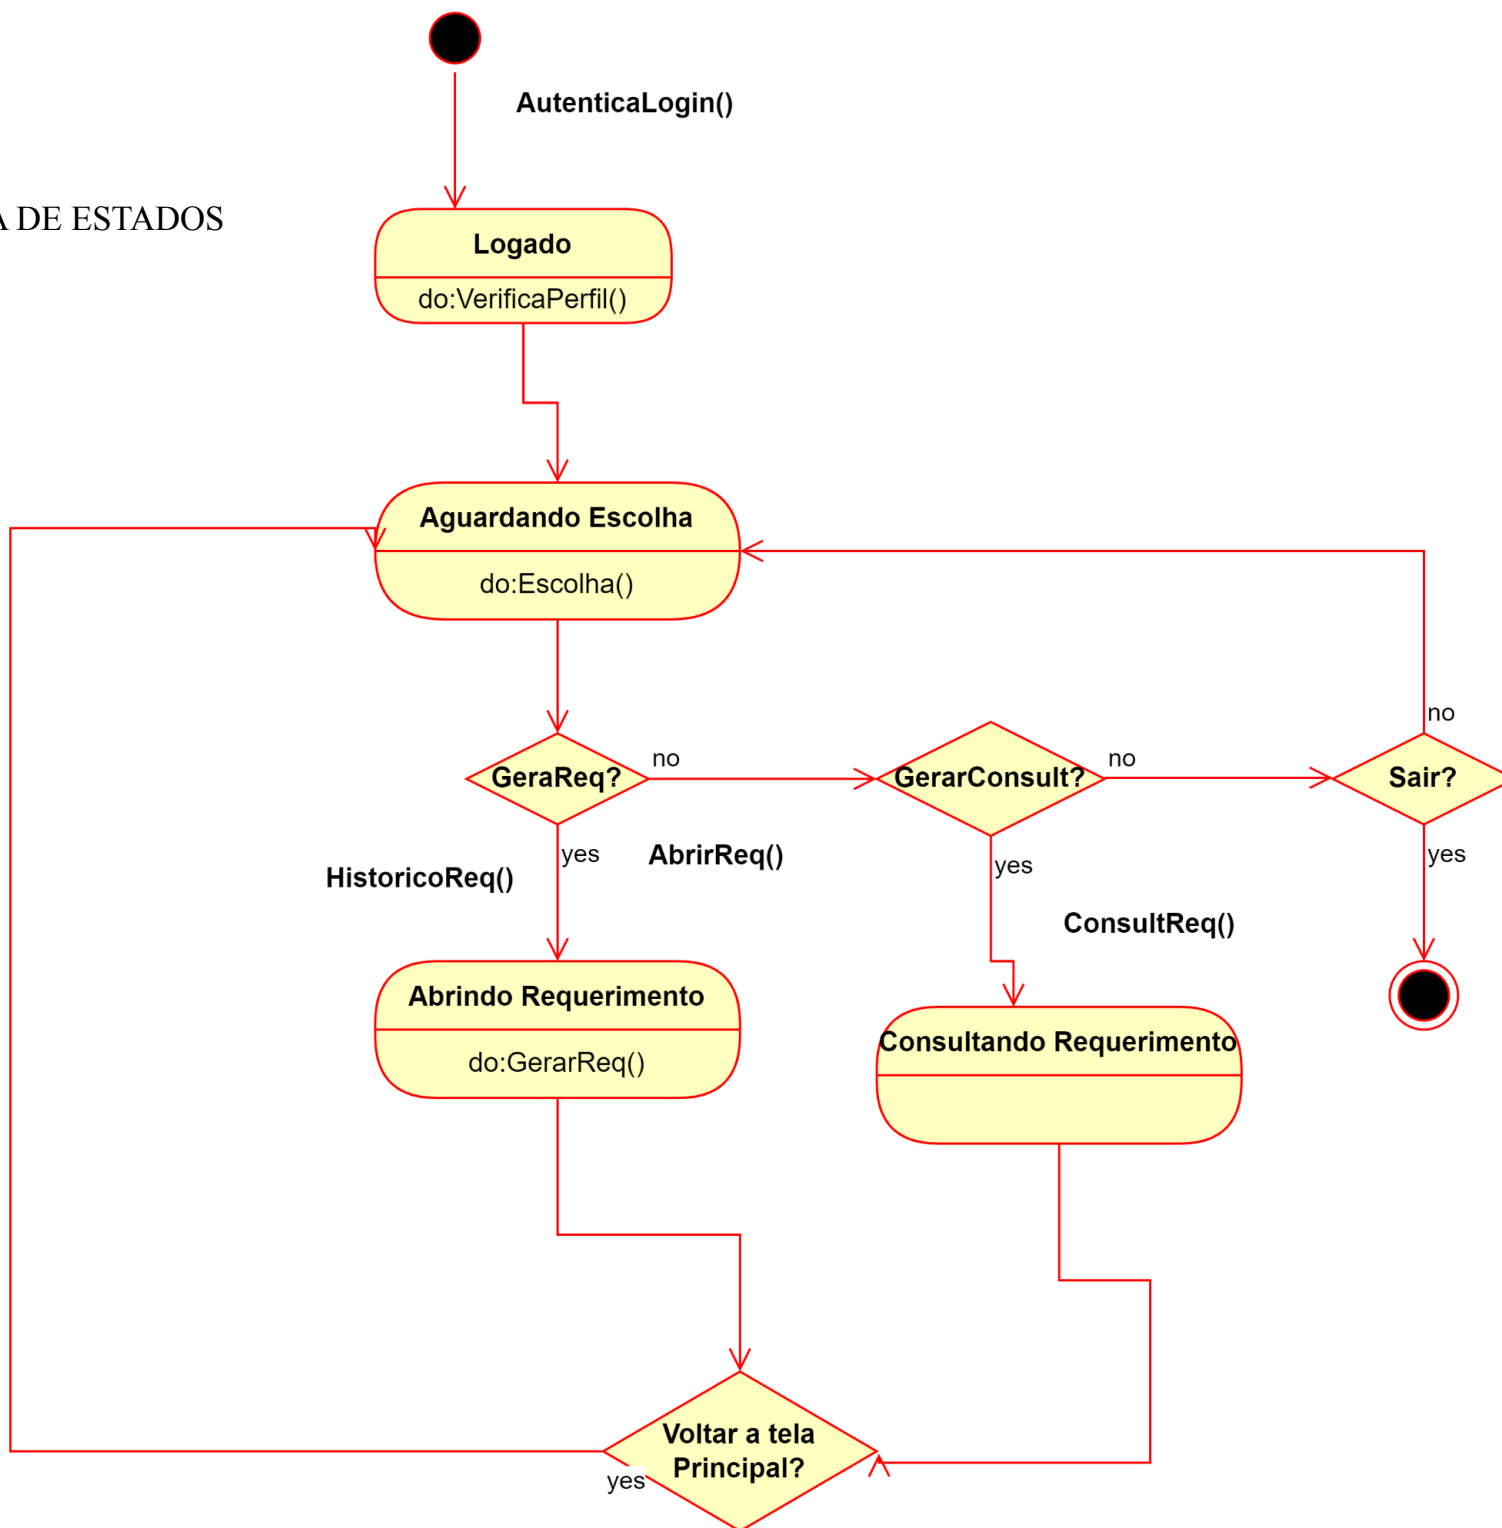 AutenticaLogin()
A DE ESTADOS
Logado
do:VerificaPerfil()
Aguardando Escolha
do:Escolha()
GeraReq?
no
GerarConsult?
no
Sair?
no
yes
HistoricoReq()
AbrirReq()
yes
ConsultReq()
yes
Abrindo Requerimento
do:GerarReq()
Consultando Requerimento
Voltar a tela
Principal?
yes